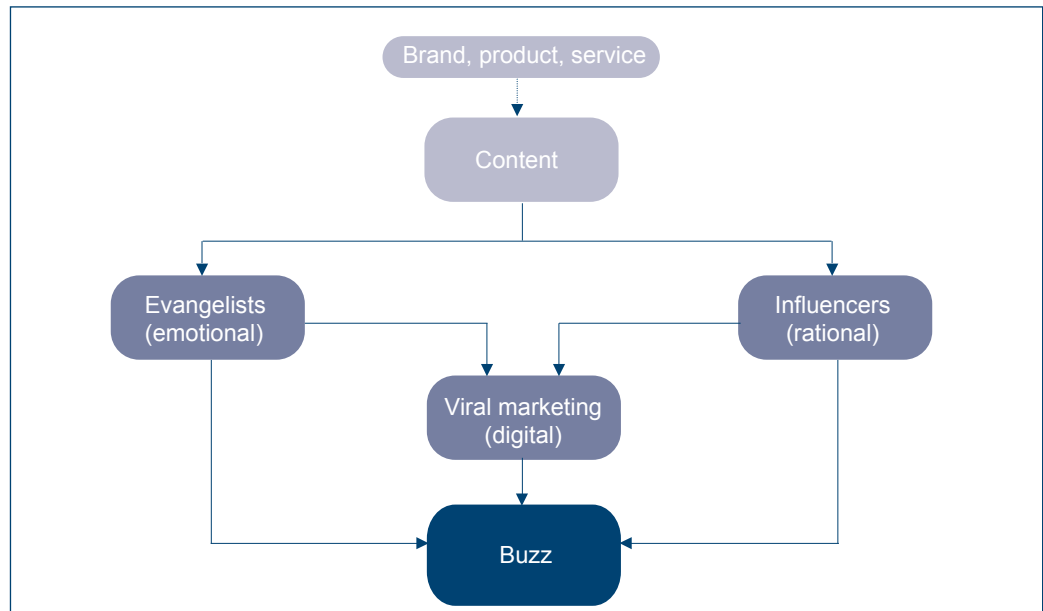 Brand, product, service
Content
Evangelists
(emotional)
Influencers
(rational)
Viral marketing
(digital)
Buzz